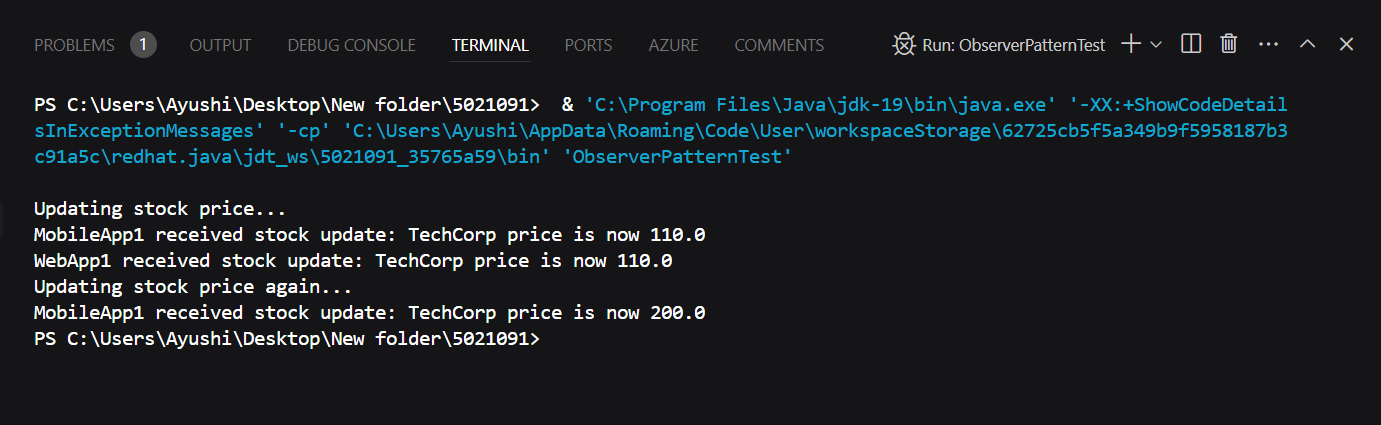 PROBLEMS 1 OUTPUT DEBUG CONSOLE TERMINAL PORTS AZURE COMMENTS Run: ObserverPatternTest
PS C:\Users\Ayushi\Desktop\New folder\5021091>  & 'C:\Program Files\Java\jdk-19\bin\java.exe' '-XX:+ShowCodeDetail
sInExceptionMessages' '-cp' 'C:\Users\Ayushi\AppData\Roaming\Code\User\workspaceStorage\62725cb5f5a349b9f5958187b3
c91a5c\redhat.java\jdt_ws\5021091_35765a59\bin' 'ObserverPatternTest'
Updating stock price...
MobileApp1 received stock update: TechCorp price is now 110.0
WebApp1 received stock update: TechCorp price is now 110.0
Updating stock price again...
MobileApp1 received stock update: TechCorp price is now 200.0
PS C:\Users\Ayushi\Desktop\New folder\5021091>